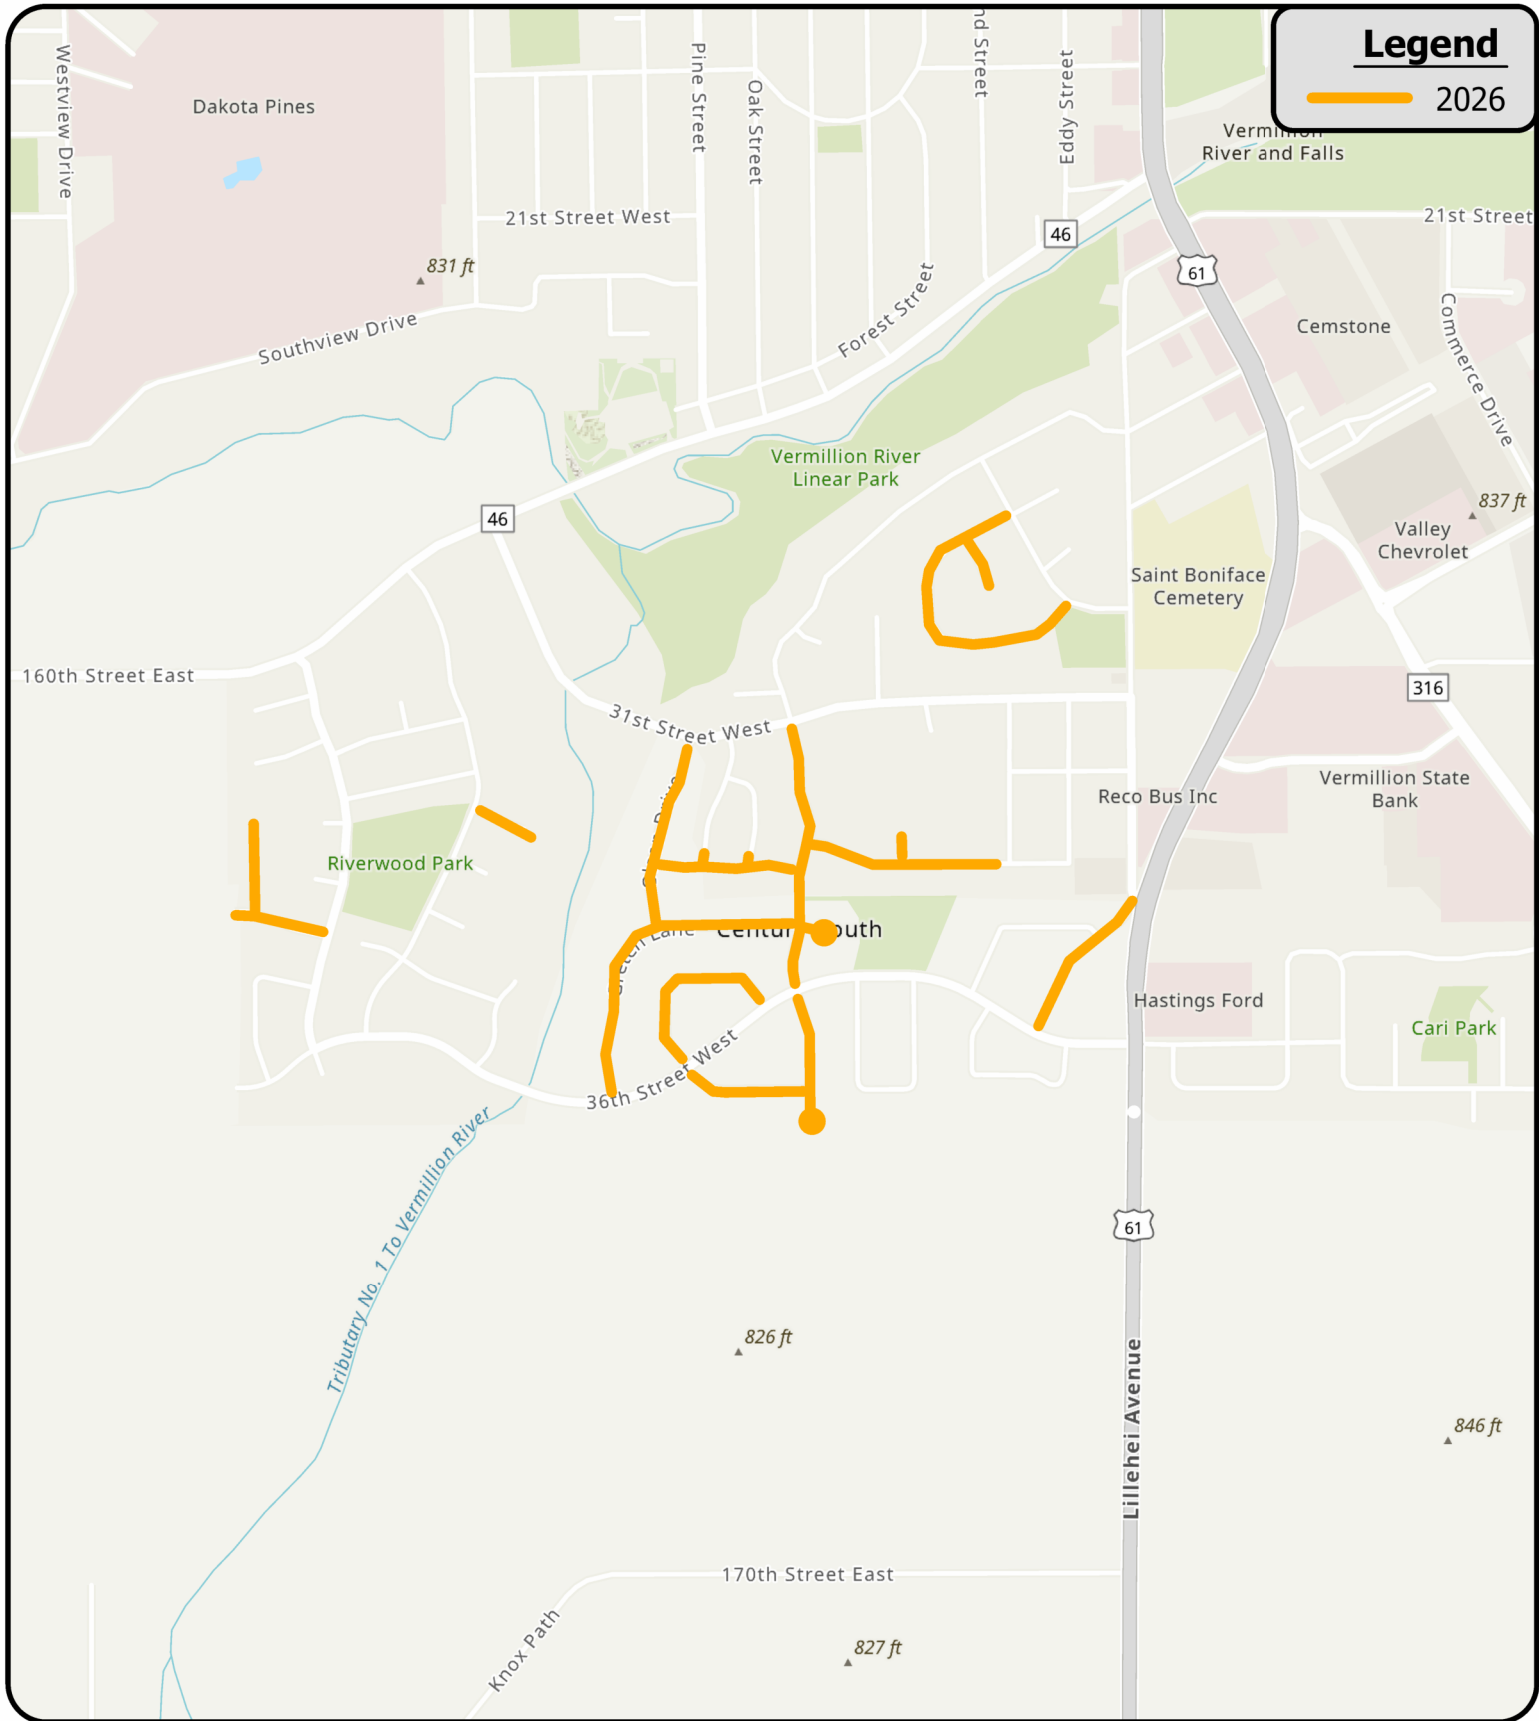 Legend
2026
Westview Drive
Dakota Pines
Pine Street
Oak Street
Eddy Street
Street
River and Falls
21st Street West
21st Street
46
61
831 ft
Southview Drive
Forest Street
Cemstone
Commerce Drive
Vermillion River
Linear Park
46
837 ft
Valley
Chevrolet
Saint Boniface
Cemetery
160th Street East
316
31st Street West
Vermillion State
Bank
Reco Bus Inc
Riverwood Park
Drive
Lane
Hastings Ford
Cari Park
36th Street West
Tributary No. 1 To Vermillion River
61
826 ft
Lillehei Avenue
846 ft
170th Street East
Knox Path
827 ft